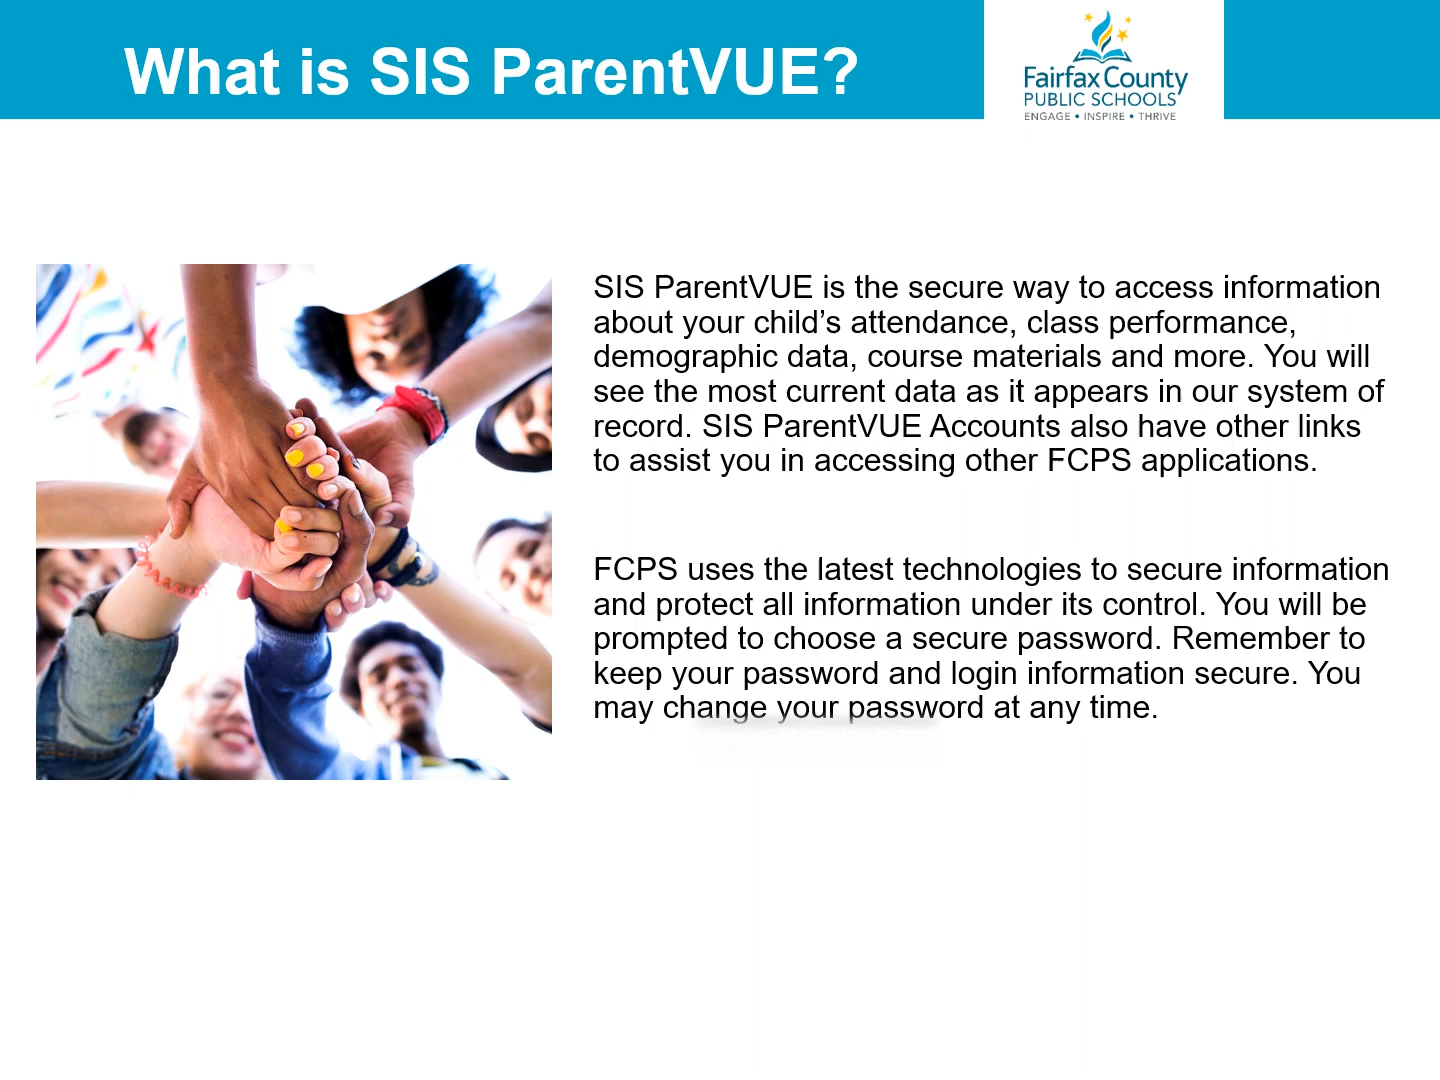 What is SIS ParentVUE?
Fairfax County
PUBLIC SCHOOLS
ENGAGE • INSPIRE • THRIVE
SIS ParentVUE is the secure way to access information
about your child’s attendance, class performance,
demographic data, course materials and more. You will
see the most current data as it appears in our system of
record. SIS ParentVUE Accounts also have other links
to assist you in accessing other FCPS applications.
FCPS uses the latest technologies to secure information
and protect all information under its control. You will be
prompted to choose a secure password. Remember to
keep your password and login information secure. You
may change your password at any time.